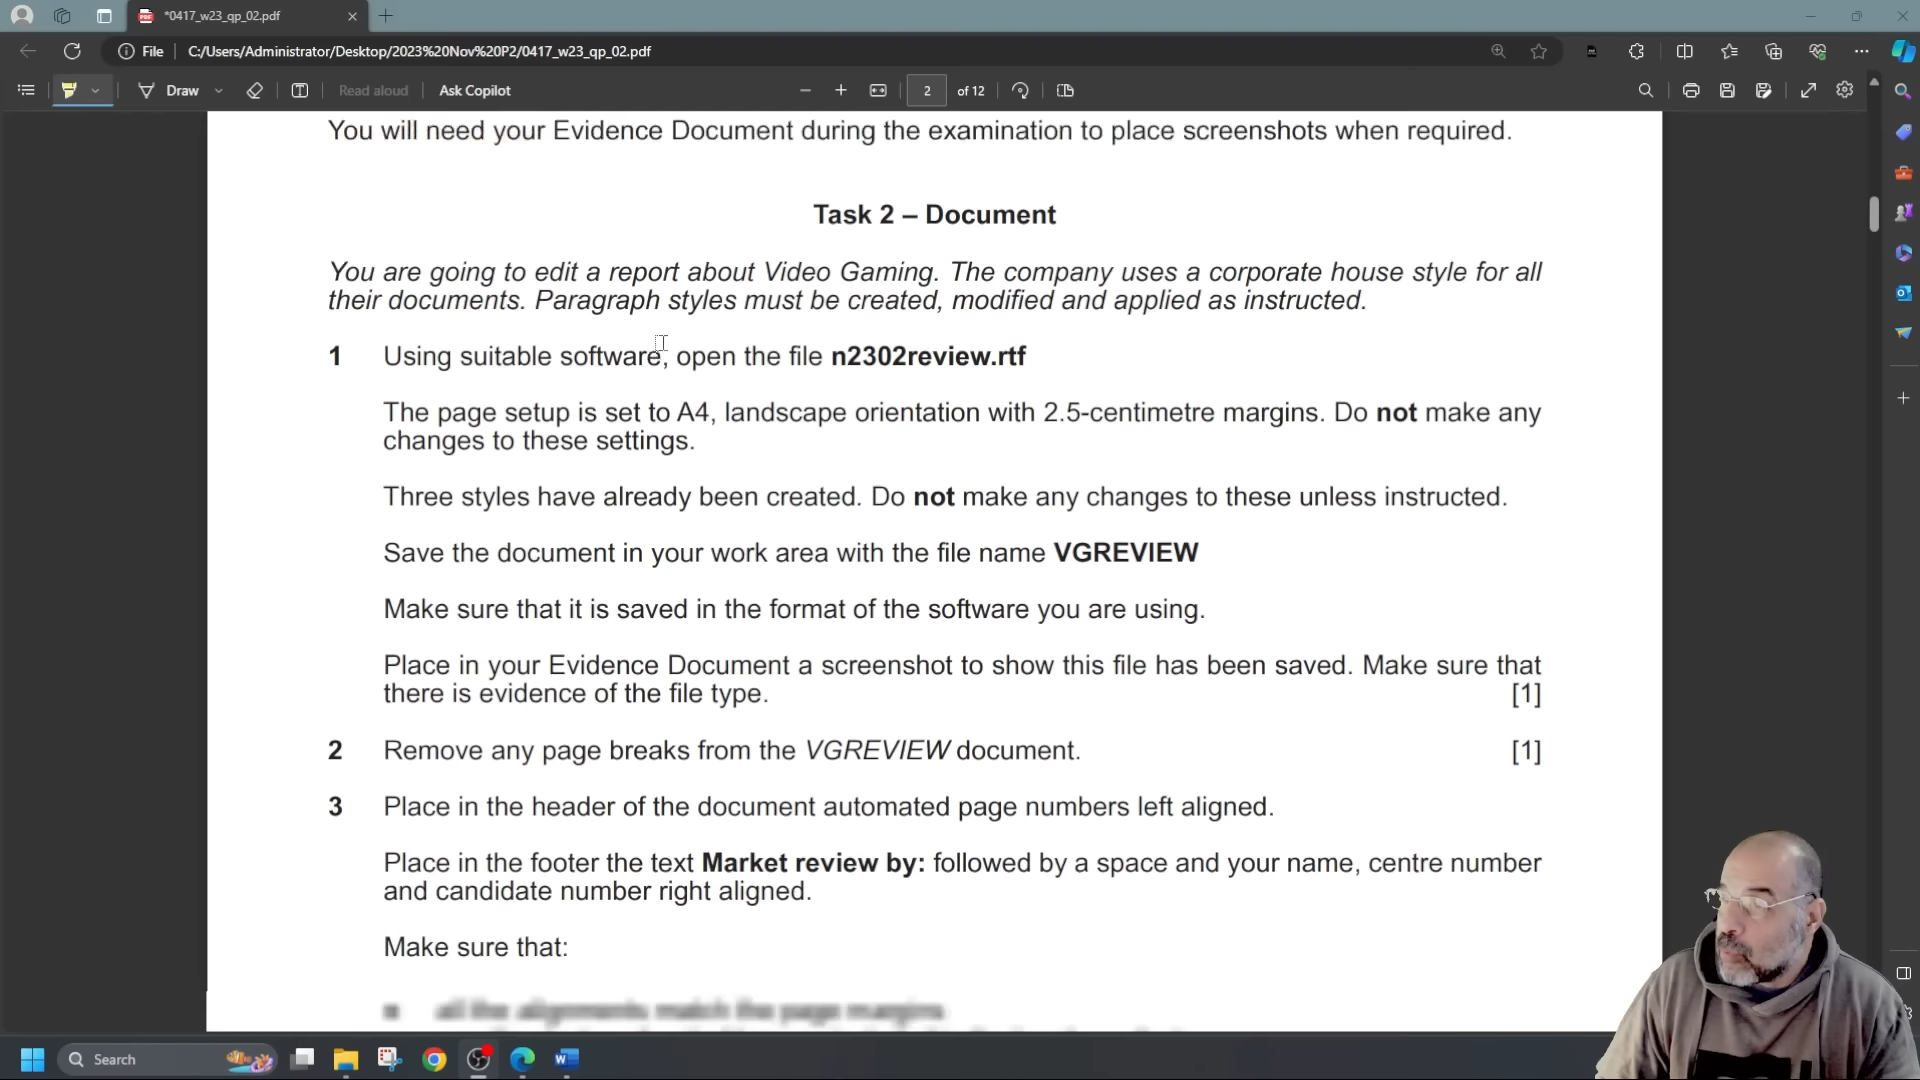 *0417_w23_qp_02.pdf
File
C:/Users/Administrator/Desktop/2023%20Nov%20P2/0417_w23_qp_02.pdf
Draw
Read aloud
Ask Copilot
2
of 12
You will need your Evidence Document during the examination to place screenshots when required.
Task 2 – Document
You are going to edit a report about Video Gaming. The company uses a corporate house style for all
their documents. Paragraph styles must be created, modified and applied as instructed.
1 Using suitable software, open the file n2302review.rtf
The page setup is set to A4, landscape orientation with 2.5-centimetre margins. Do not make any
changes to these settings.
Three styles have already been created. Do not make any changes to these unless instructed.
Save the document in your work area with the file name VGREVIEW
Make sure that it is saved in the format of the software you are using.
Place in your Evidence Document a screenshot to show this file has been saved. Make sure that
there is evidence of the file type. [1]
2 Remove any page breaks from the VGREVIEW document. [1]
3 Place in the header of the document automated page numbers left aligned.
Place in the footer the text Market review by: followed by a space and your name, centre number
and candidate number right aligned.
Make sure that:
all the alignments match the page margins
Search